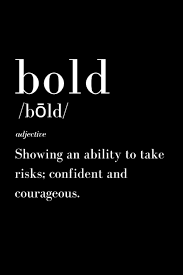 bold
/bōld/
adjective
Showing an ability to take
risks; confident and
courageous.